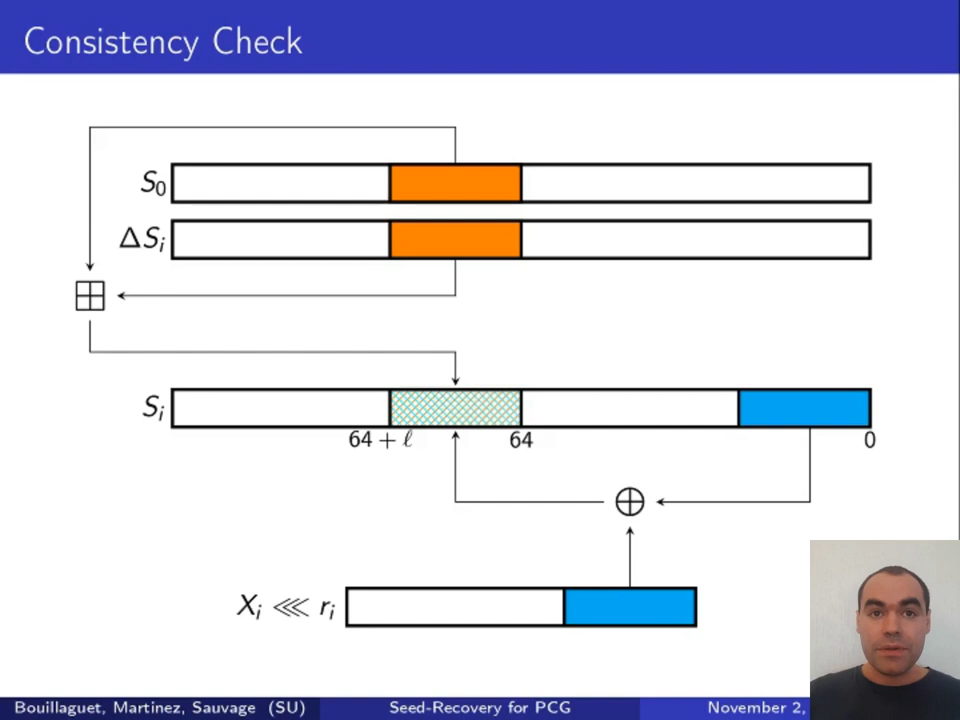 Consistency Check
S₀
ΔSᵢ
Sᵢ
64 + ℓ 64 0
Xᵢ ⋘ rᵢ
Bouillaguet, Martinez, Sauvage (SU) Seed-Recovery for PCG November 2,